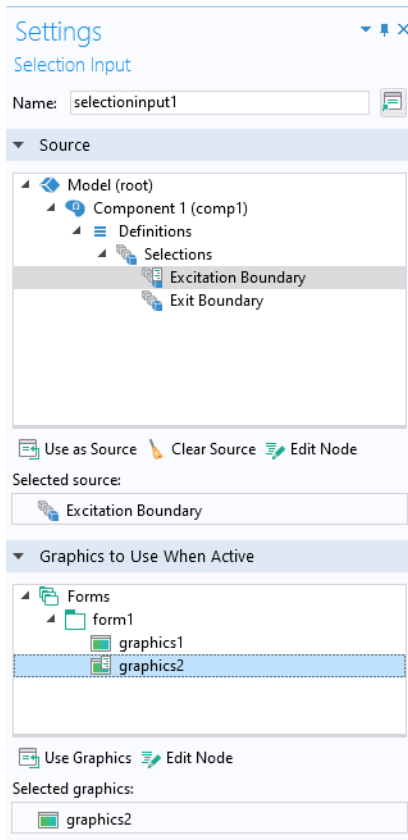 Settings
Selection Input
Name: selectioninput1
Source
Model (root)
Component 1 (comp1)
Definitions
Selections
Excitation Boundary
Exit Boundary
Use as Source Clear Source Edit Node
Selected source:
Excitation Boundary
Graphics to Use When Active
Forms
form1
graphics1
graphics2
Use Graphics Edit Node
Selected graphics:
graphics2